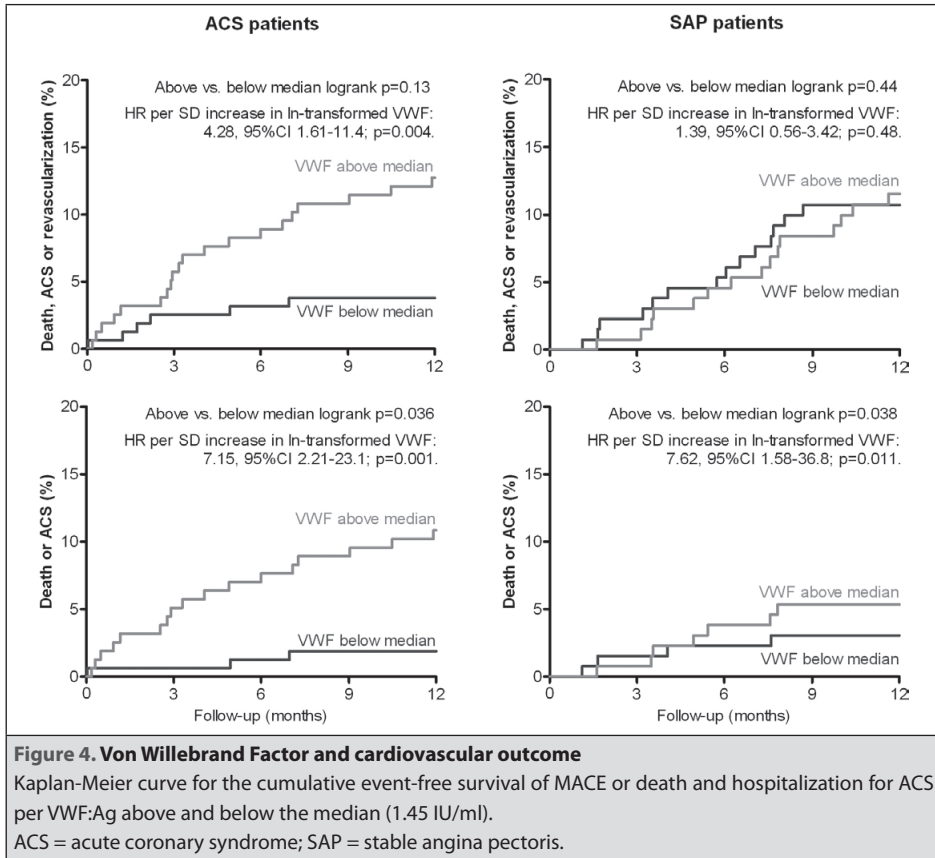 ACS patients
SAP patients
Death, ACS or revascularization (%)
20
15
10
5
0
Above vs. below median logrank p=0.13
HR per SD increase in ln-transformed VWF:
4.28, 95%CI 1.61-11.4; p=0.004.
VWF above median
VWF below median
0 3 6 9 12
Death, ACS or revascularization (%)
20
15
10
5
0
Above vs. below median logrank p=0.44
HR per SD increase in ln-transformed VWF:
1.39, 95%CI 0.56-3.42; p=0.48.
VWF above median
VWF below median
0 3 6 9 12
Death or ACS (%)
20
15
10
5
0
Above vs. below median logrank p=0.036
HR per SD increase in ln-transformed VWF:
7.15, 95%CI 2.21-23.1; p=0.001.
VWF above median
VWF below median
0 3 6 9 12
Follow-up (months)
Death or ACS (%)
20
15
10
5
0
Above vs. below median logrank p=0.038
HR per SD increase in ln-transformed VWF:
7.62, 95%CI 1.58-36.8; p=0.011.
VWF above median
VWF below median
0 3 6 9 12
Follow-up (months)
Figure 4. Von Willebrand Factor and cardiovascular outcome
Kaplan-Meier curve for the cumulative event-free survival of MACE or death and hospitalization for ACS
per VWF:Ag above and below the median (1.45 IU/ml).
ACS = acute coronary syndrome; SAP = stable angina pectoris.